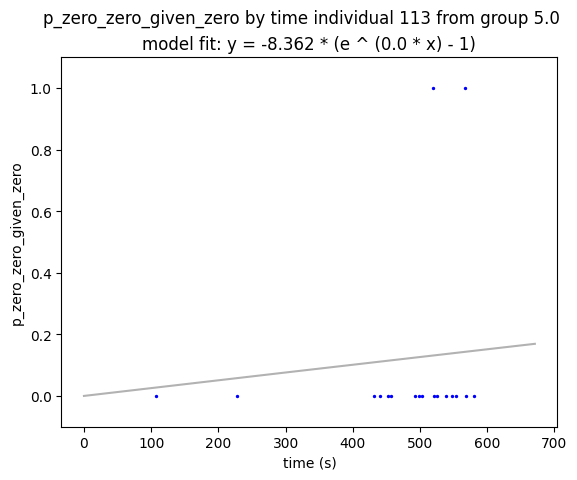 p_zero_zero_given_zero by time individual 113 from group 5.0
model fit: y = -8.362 * (e ^ (0.0 * x) - 1)
1.0
0.8
0.6
0.4
0.2
0.0
p_zero_zero_given_zero
0 100 200 300 400 500 600 700
time (s)